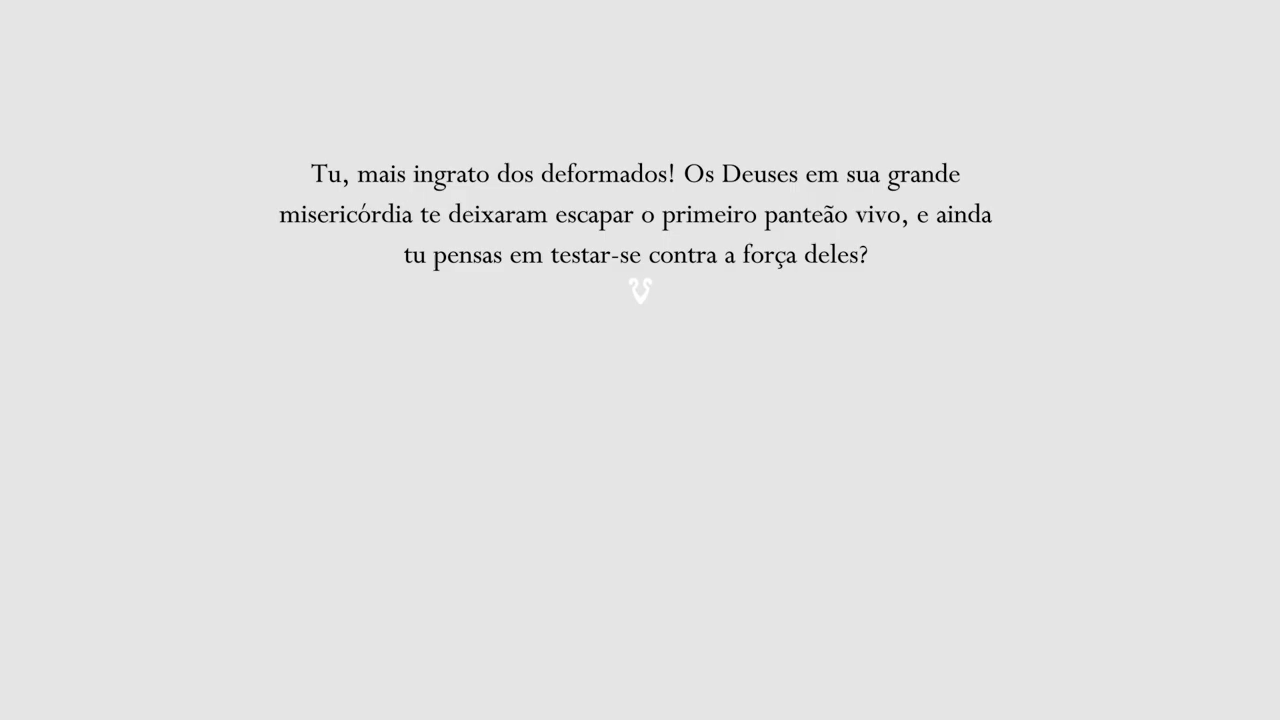 Tu, mais ingrato dos deformados! Os Deuses em sua grande
misericórdia te deixaram escapar o primeiro panteão vivo, e ainda
tu pensas em testar-se contra a força deles?